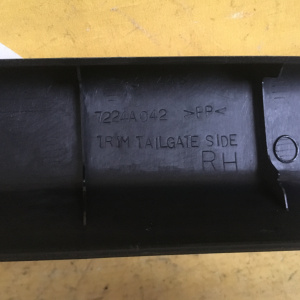 722-A042 >PP<
TRIM TAILGATE SIDE
RH